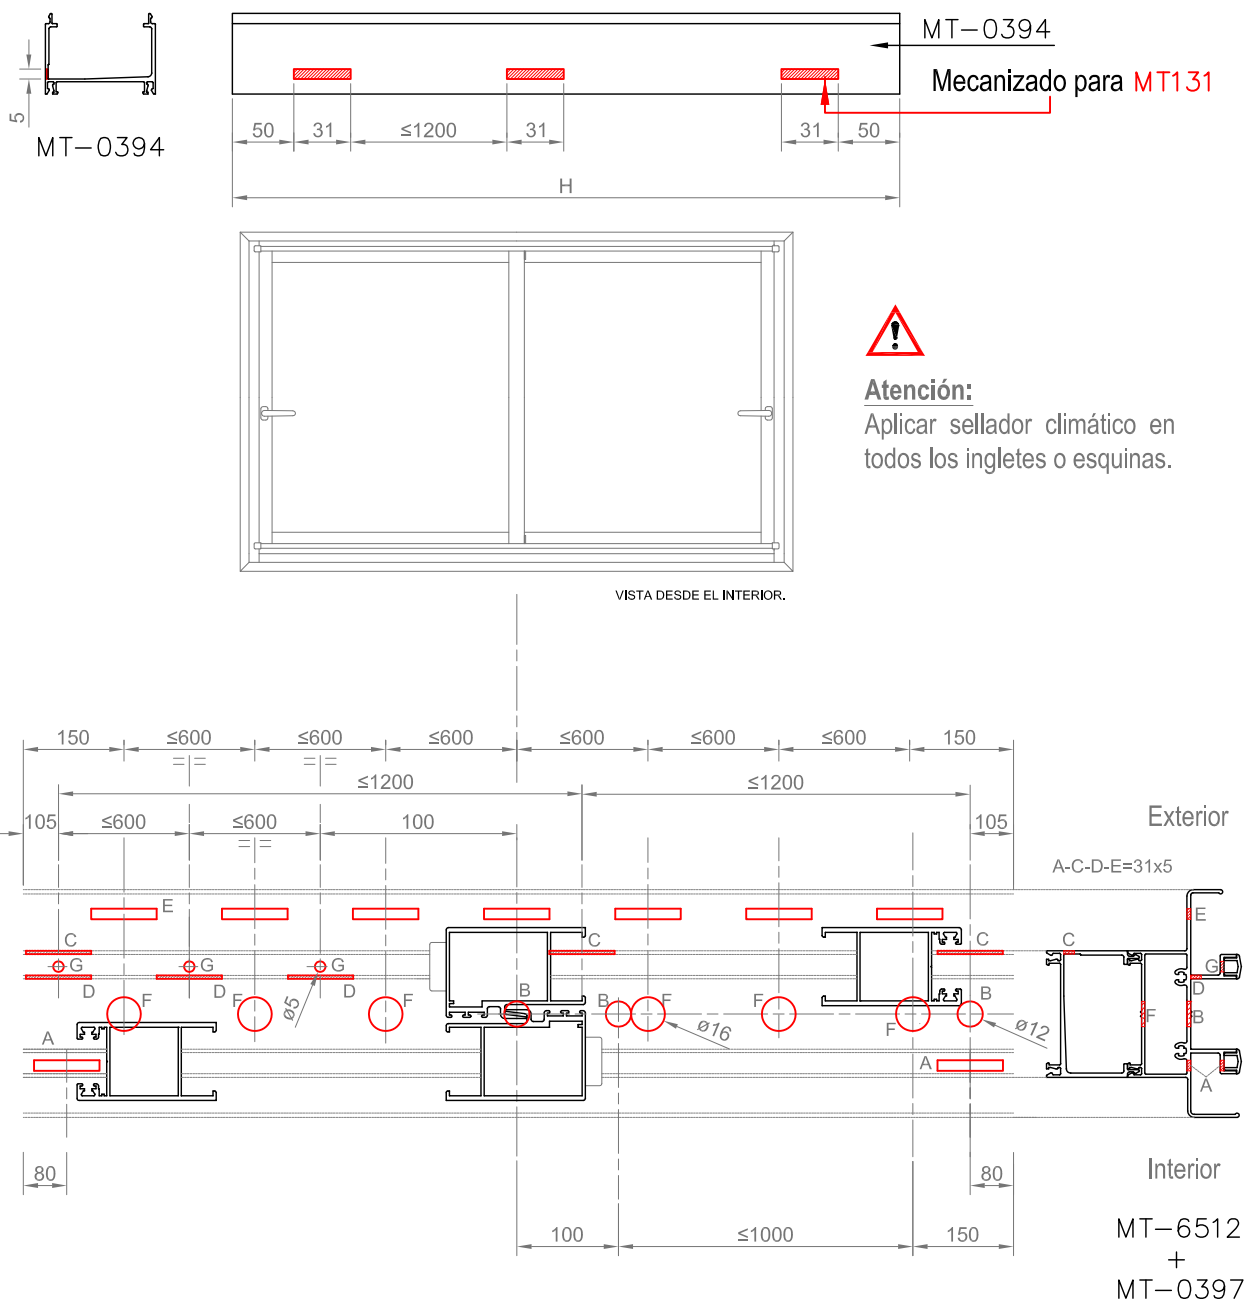 MT-0394
Mecanizado para MT131
5
MT-0394
50 31 ≤1200 31 31 50
H
Atención:
Aplicar sellador climático en
todos los ingletes o esquinas.
VISTA DESDE EL INTERIOR.
150 ≤600 ≤600 ≤600 ≤600 ≤600 ≤600 150
= = = =
≤1200 ≤1200
105 ≤600 ≤600 100 105
= =
Exterior
A-C-D-E=31x5
E E
C C C C
G G G G
D D D D
F F F B B F F F B B F
ø5 ø16 ø12
A A A
80 80
Interior
100 ≤1000 150
MT-6512
+
MT-0397